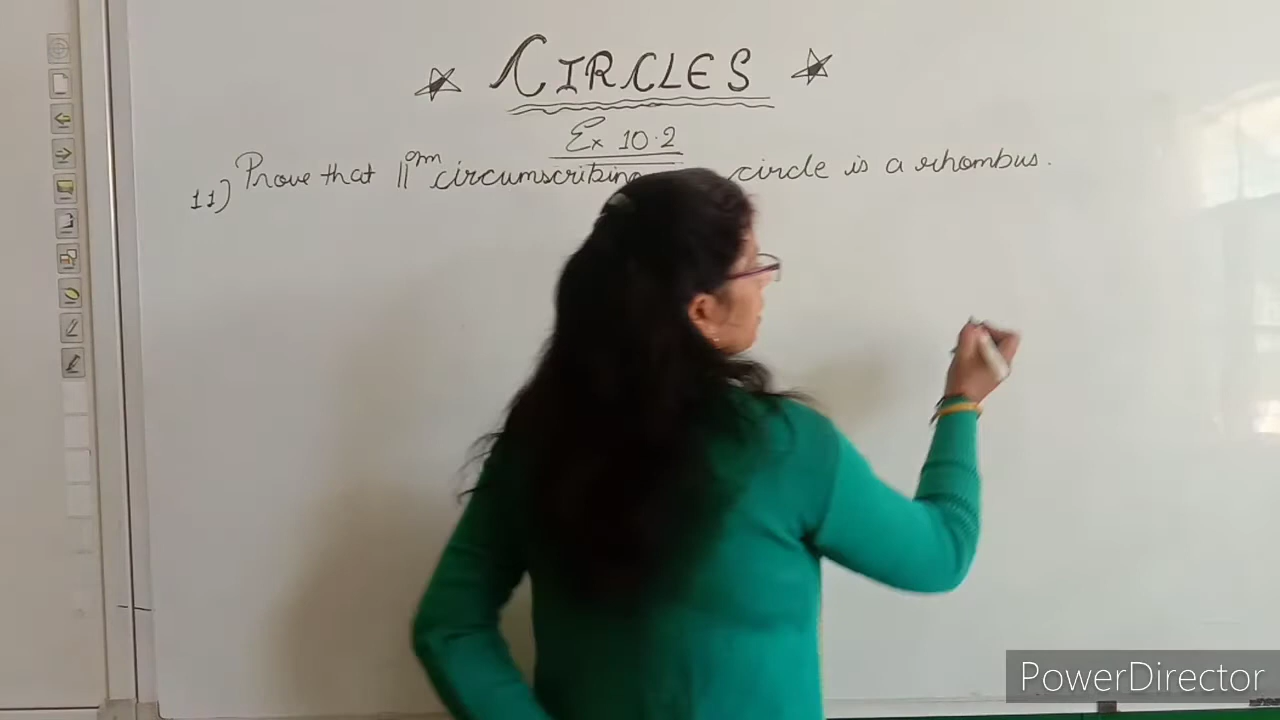 CIRCLES
Ex 10.2
11) Prove that ||gm circumscribing circle is a rhombus.
PowerDirector